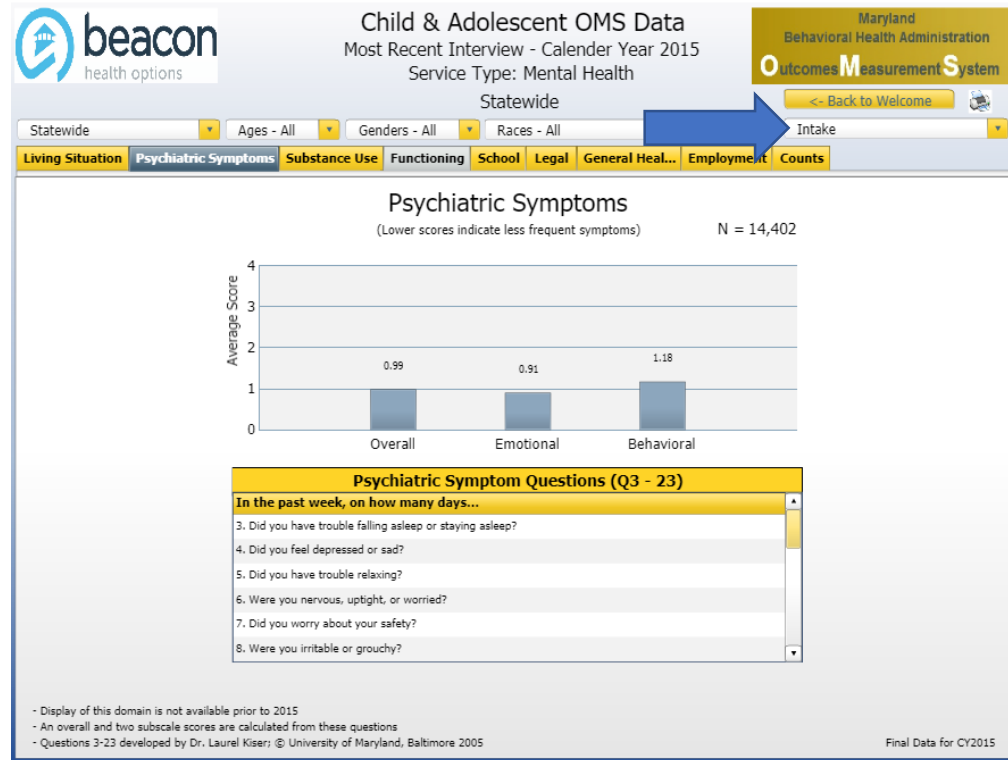 beacon
health options
Child & Adolescent OMS Data
Most Recent Interview - Calender Year 2015
Service Type: Mental Health
Statewide
Maryland
Behavioral Health Administration
Outcomes Measurement System
<- Back to Welcome
Statewide
Ages - All
Genders - All
Races - All
Intake
Living Situation
Psychiatric Symptoms
Substance Use
Functioning
School
Legal
General Heal...
Employment
Counts
Psychiatric Symptoms
(Lower scores indicate less frequent symptoms)
N = 14,402
Average Score
4
3
2
1
0
0.99
0.91
1.18
Overall
Emotional
Behavioral
Psychiatric Symptom Questions (Q3 - 23)
In the past week, on how many days...
3. Did you have trouble falling asleep or staying asleep?
4. Did you feel depressed or sad?
5. Did you have trouble relaxing?
6. Were you nervous, uptight, or worried?
7. Did you worry about your safety?
8. Were you irritable or grouchy?
- Display of this domain is not available prior to 2015
- An overall and two subscale scores are calculated from these questions
- Questions 3-23 developed by Dr. Laurel Kiser; © University of Maryland, Baltimore 2005
Final Data for CY2015